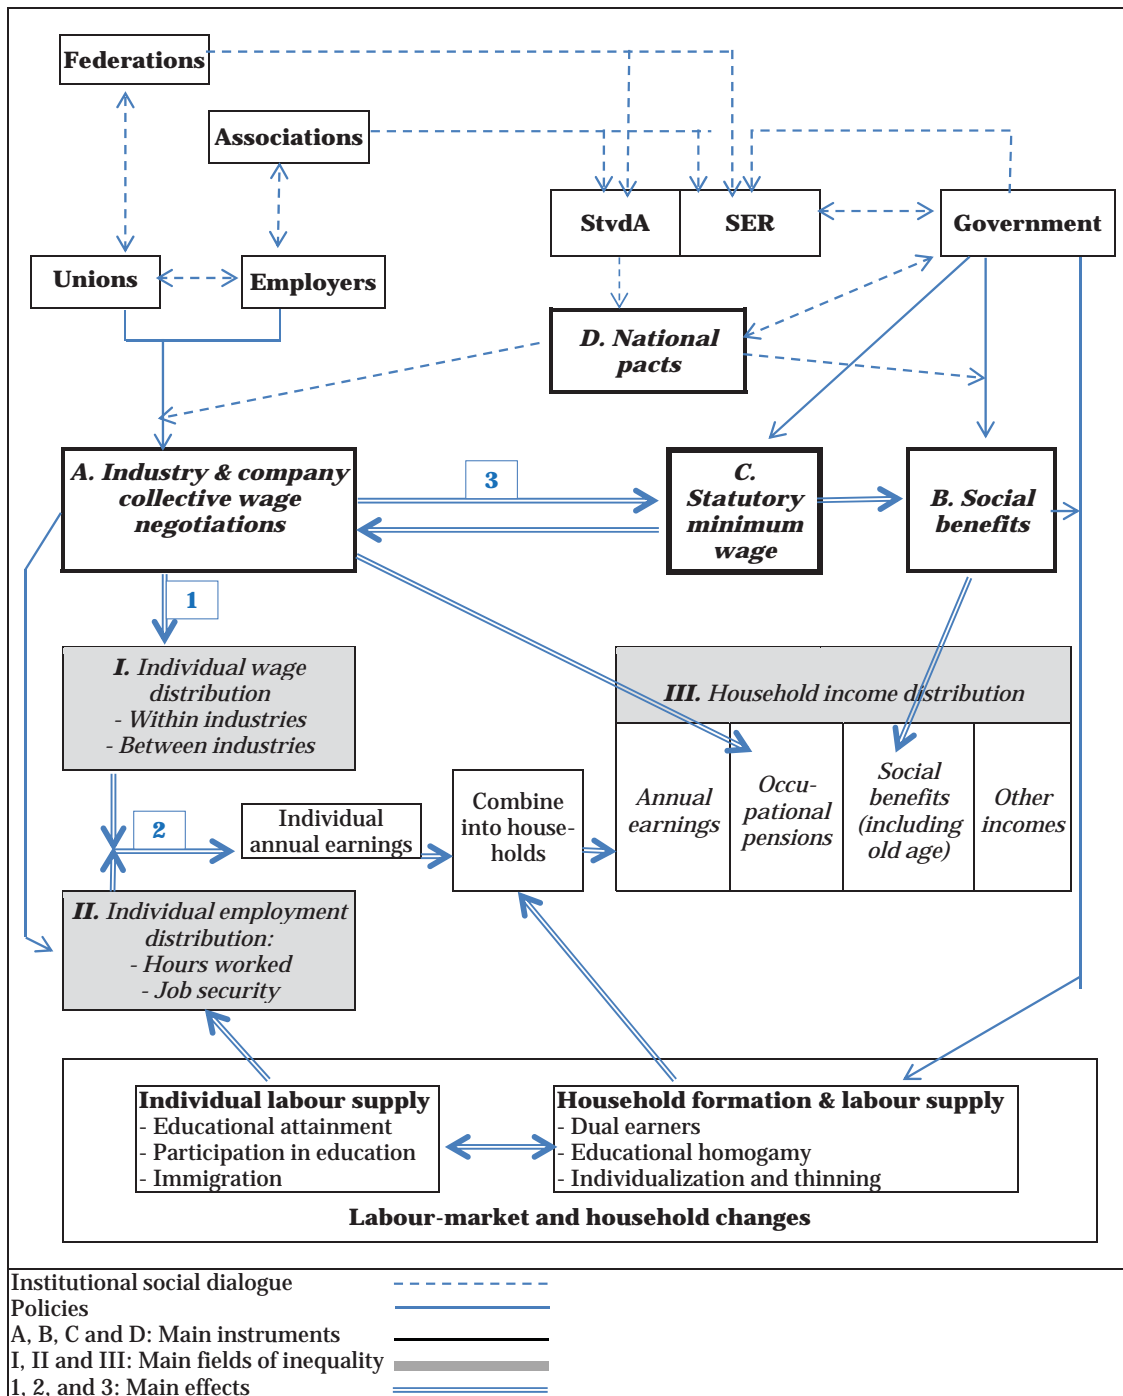 Federations
Associations
StvdA
SER
Government
Unions
Employers
D. National
pacts
A. Industry & company
collective wage
negotiations
3
C.
Statutory
minimum
wage
B. Social
benefits
1
I. Individual wage
distribution
- Within industries
- Between industries
III. Household income distribution
Annual
earnings
Occu-
pational
pensions
Social
benefits
(including
old age)
Other
incomes
2
Individual
annual earnings
Combine
into house-
holds
II. Individual employment
distribution:
- Hours worked
- Job security
Individual labour supply
- Educational attainment
- Participation in education
- Immigration
Household formation & labour supply
- Dual earners
- Educational homogamy
- Individualization and thinning
Labour-market and household changes
Institutional social dialogue
Policies
A, B, C and D: Main instruments
I, II and III: Main fields of inequality
1, 2, and 3: Main effects